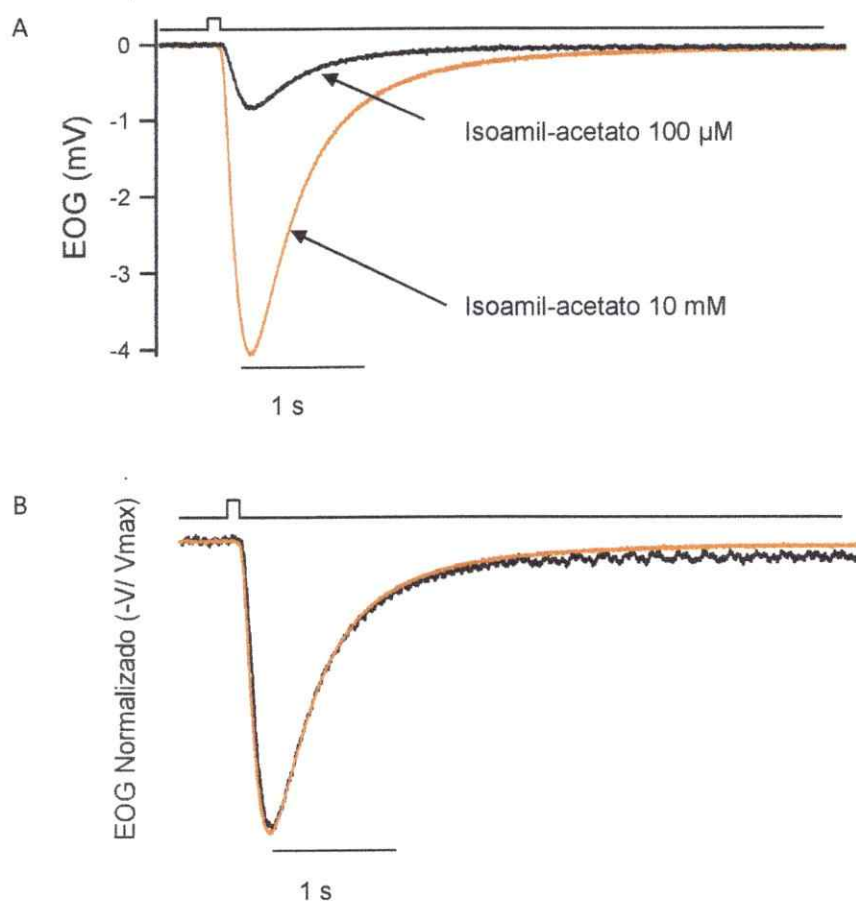 A
0
-1
-2
-3
-4
EOG (mV)
Isoamil-acetato 100 µM
Isoamil-acetato 10 mM
1 s
B
EOG Normalizado (-V/ Vmax)
1 s